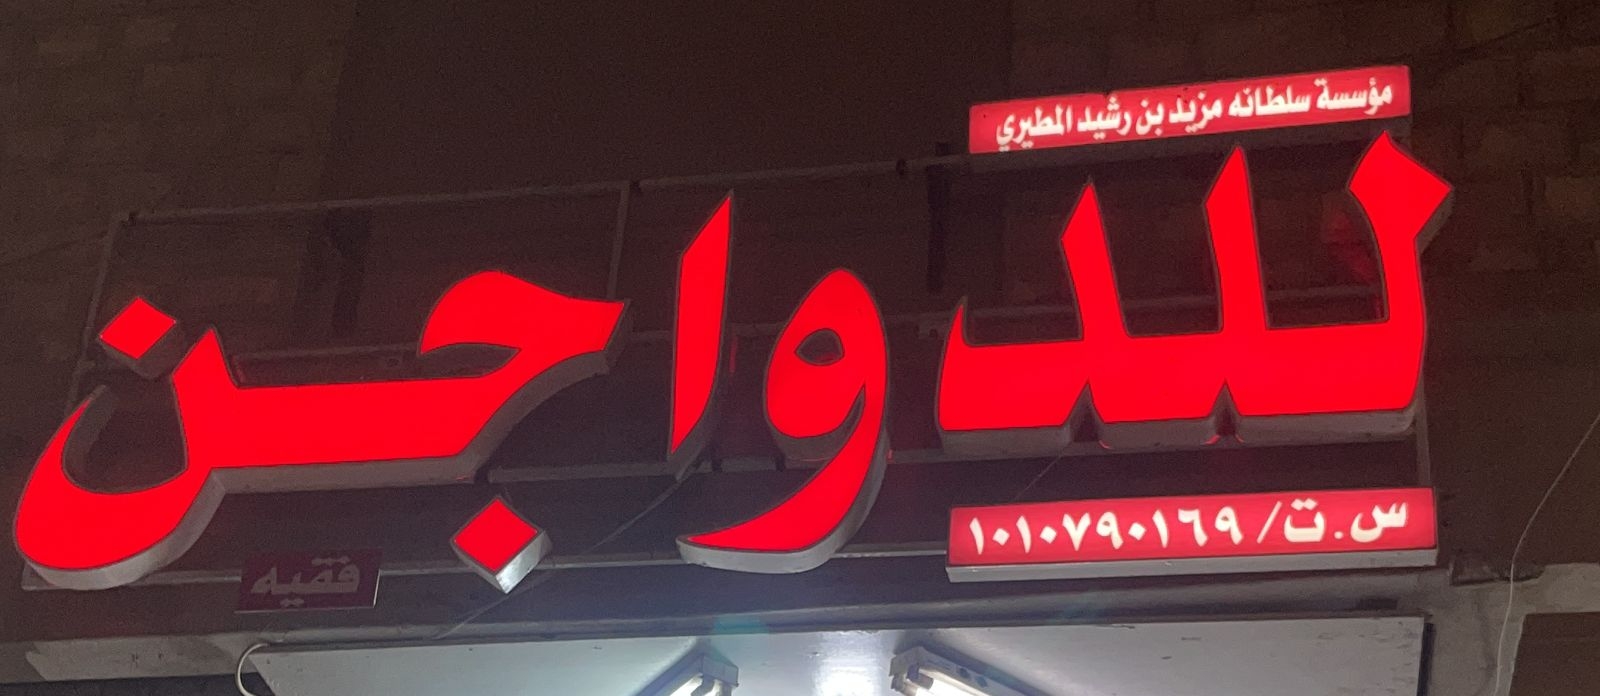 مؤسسة سلطانه مزيد بن رشيد المطيري
للدواجن
س.ت/ ١٠١٠٧٩٠١٦٩
فقيه